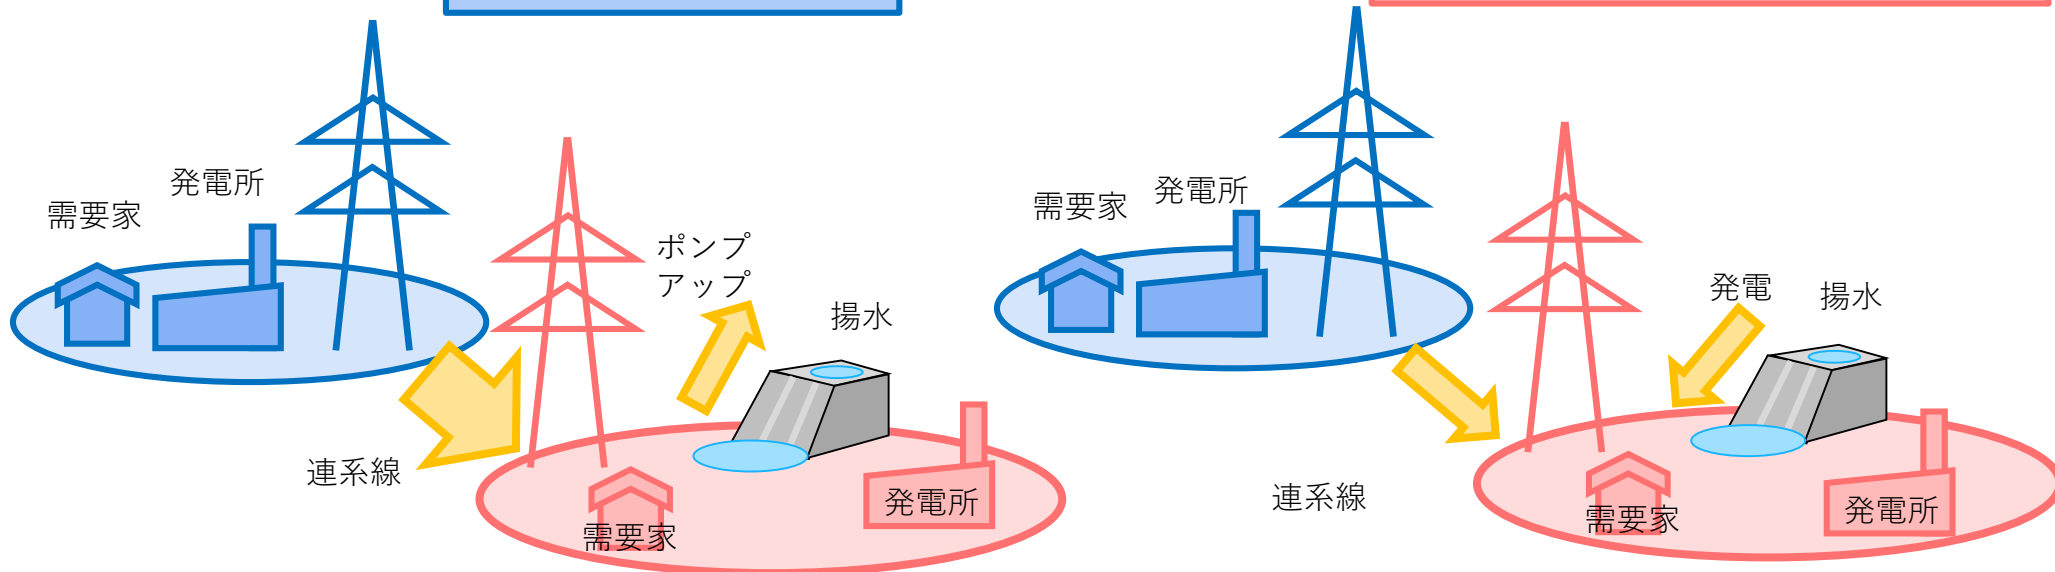 発電所
需要家
ポンプ
アップ
揚水
連系線
発電所
需要家
需要家
発電所
発電
揚水
連系線
発電所
需要家